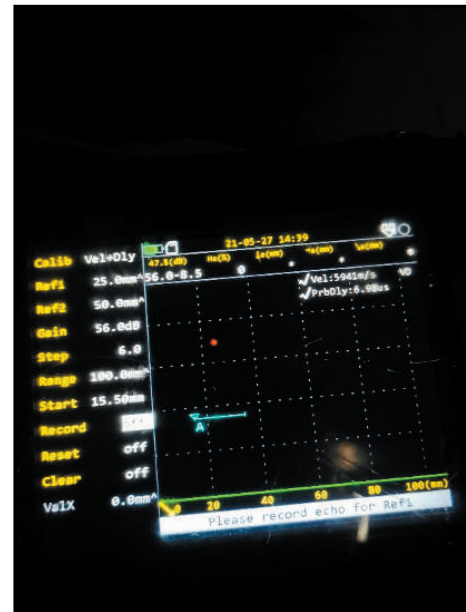 21-05-27 14:39
Calib Vel+Dly 47.5(dB) Ha(%)
Ref1 25.0mm^ 56.0-8.5 0 * * *
Ref2 50.0mm^ √Vel:5941m/s
Gain 56.0dB √PrbDly:6.98us
Step 6.0
Range 100.0mm^
Start 15.50mm
Record
Reset off
Clear off
ValX 0.0mm^
A
0 20 40 60 80 100(mm)
Please record echo for Ref1